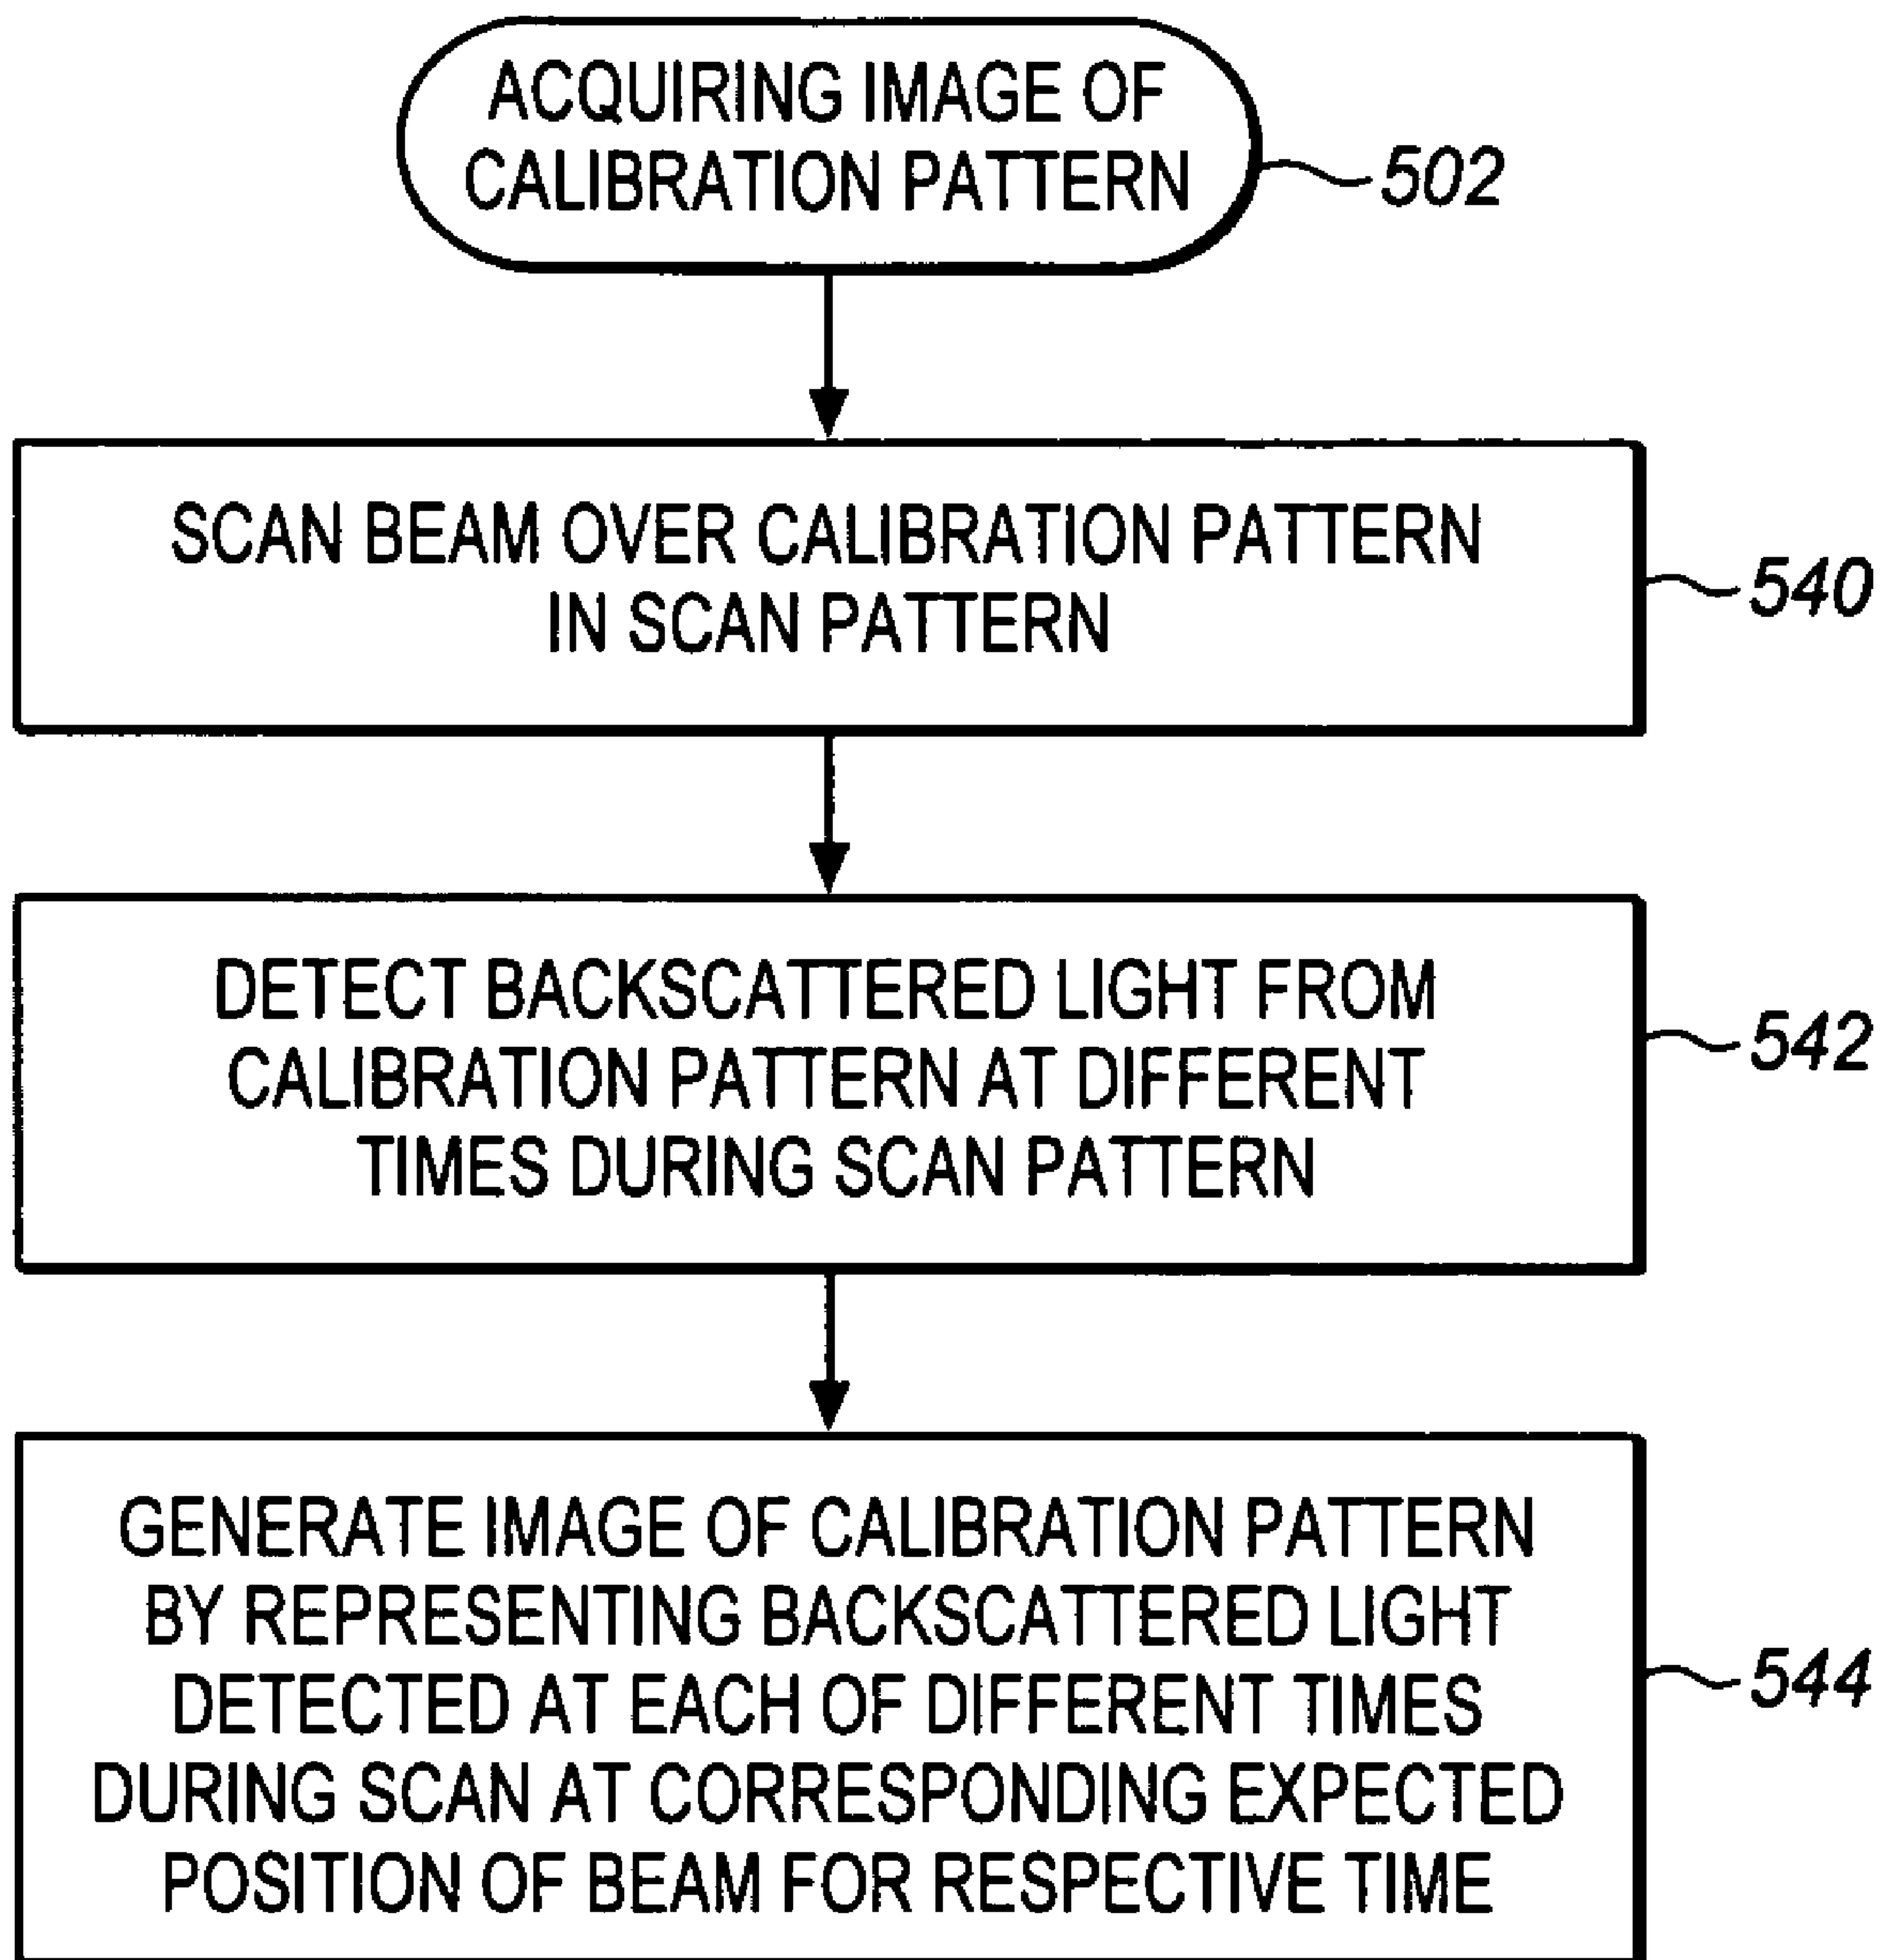 ACQUIRING IMAGE OF
CALIBRATION PATTERN
502
SCAN BEAM OVER CALIBRATION PATTERN
IN SCAN PATTERN
540
DETECT BACKSCATTERED LIGHT FROM
CALIBRATION PATTERN AT DIFFERENT
TIMES DURING SCAN PATTERN
542
GENERATE IMAGE OF CALIBRATION PATTERN
BY REPRESENTING BACKSCATTERED LIGHT
DETECTED AT EACH OF DIFFERENT TIMES
DURING SCAN AT CORRESPONDING EXPECTED
POSITION OF BEAM FOR RESPECTIVE TIME
544